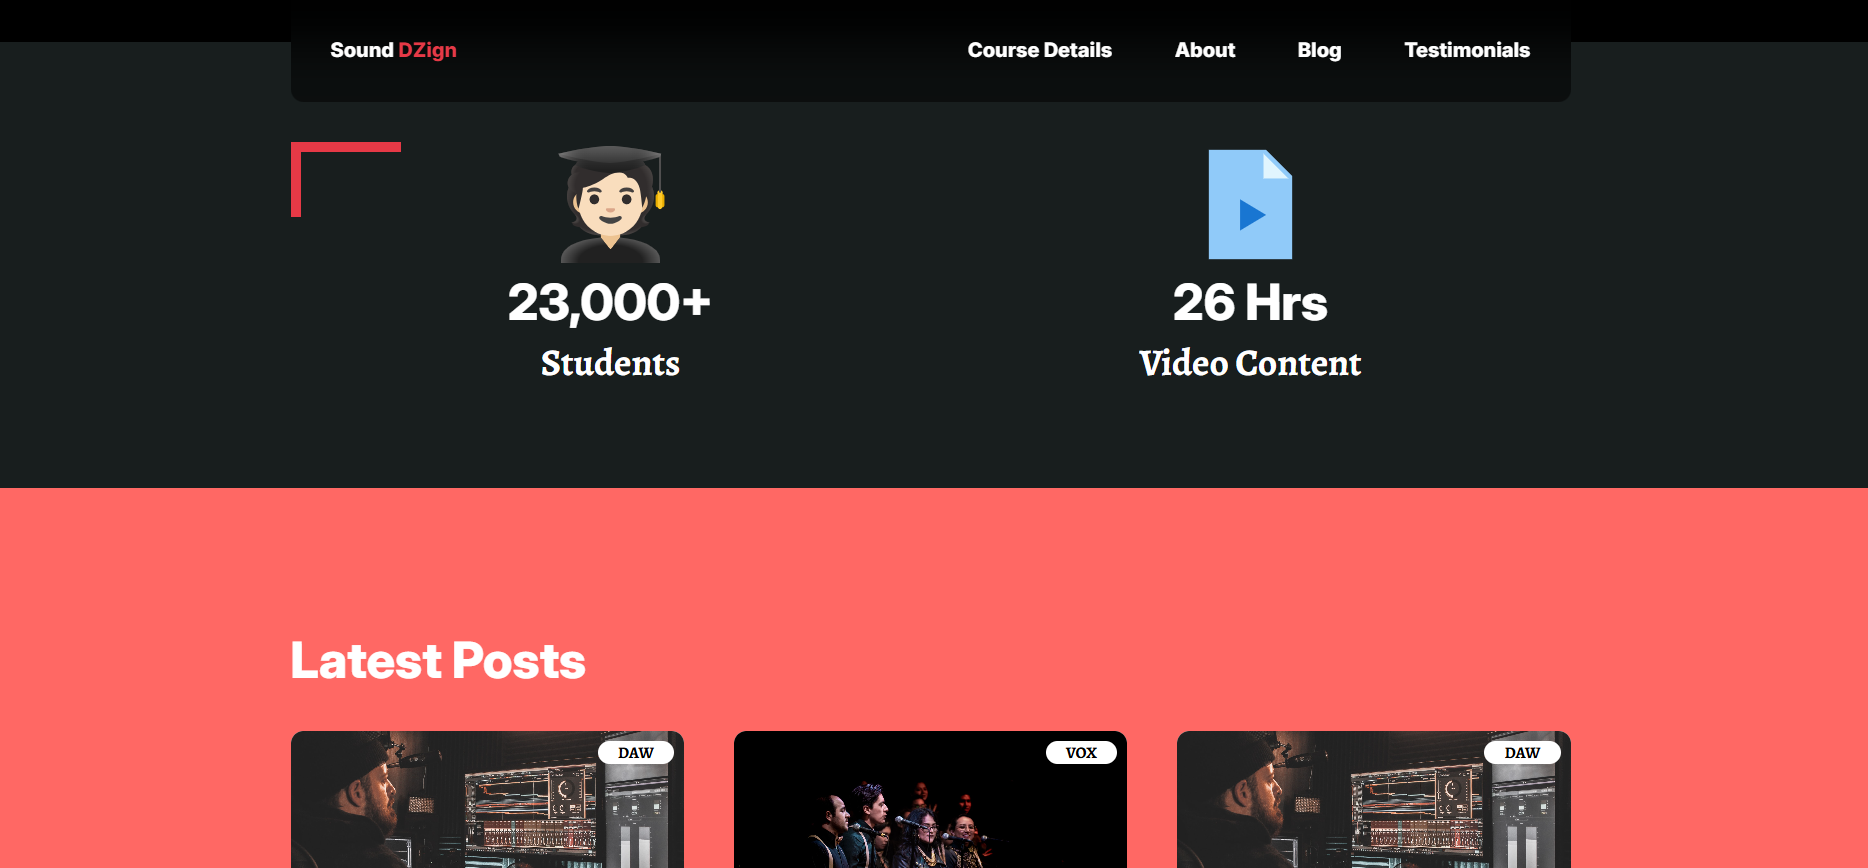 Sound DZign
Course Details
About
Blog
Testimonials
23,000+
Students
26 Hrs
Video Content
Latest Posts
DAW
VOX
DAW